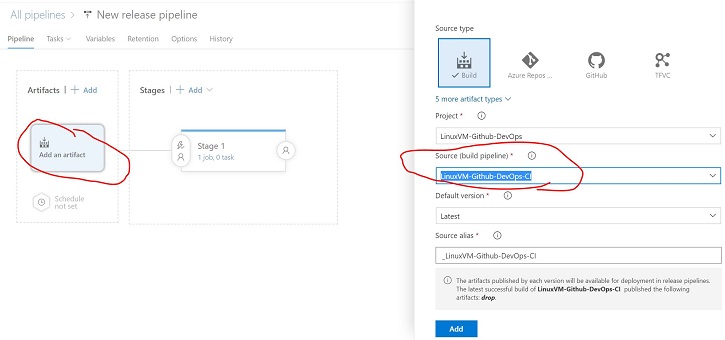 All pipelines > New release pipeline
Pipeline Tasks Variables Retention Options History
Artifacts | + Add
Stages | + Add
Add an artifact
Stage 1
1 job, 0 task
Schedule
not set
Source type
Build
Azure Repos ...
GitHub
TFVC
5 more artifact types
Project *
LinuxVM-Github-DevOps
Source (build pipeline) *
LinuxVM-Github-DevOps-CI
Default version *
Latest
Source alias *
_LinuxVM-Github-DevOps-CI
The artifacts published by each version will be available for deployment in release pipelines.
The latest successful build of LinuxVM-Github-DevOps-CI published the following
artifacts: drop.
Add